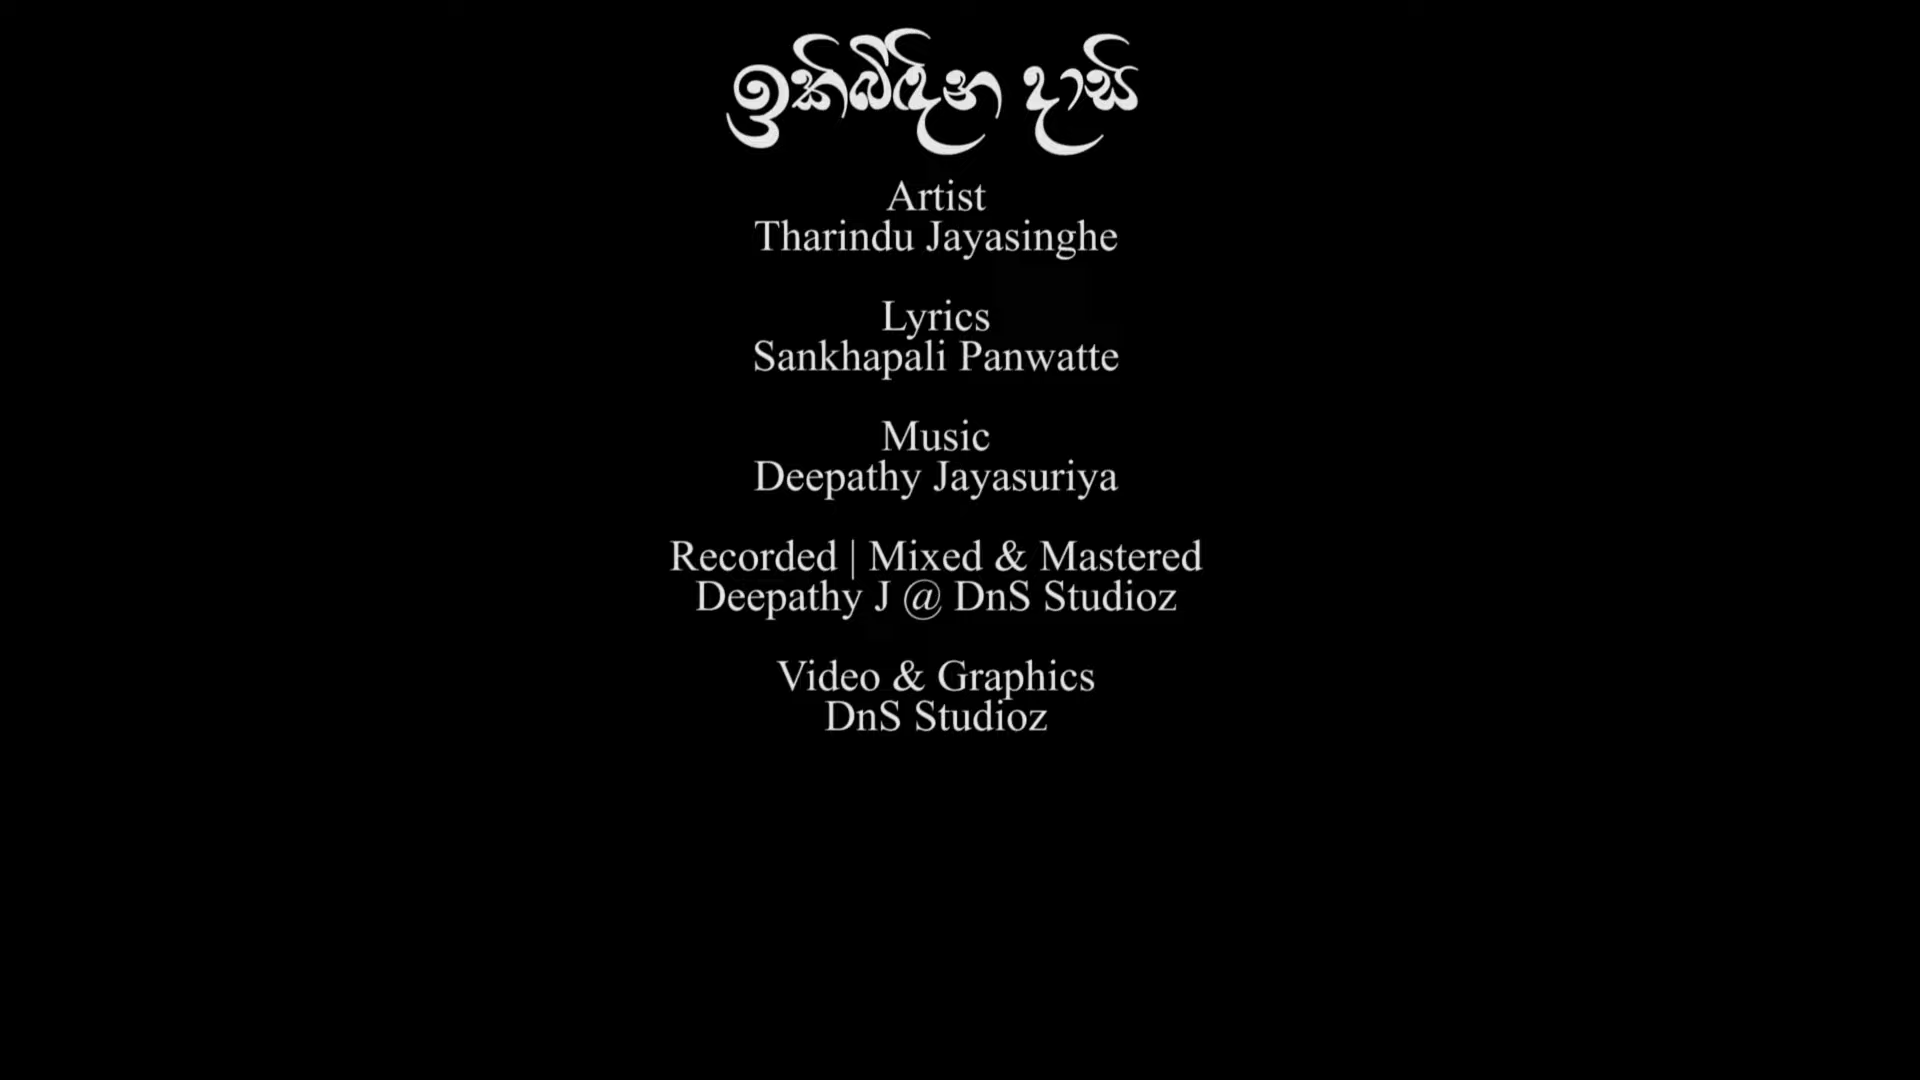 ඉකිබිඳින දාසි
Artist
Tharindu Jayasinghe
Lyrics
Sankhapali Panwatte
Music
Deepathy Jayasuriya
Recorded | Mixed & Mastered
Deepathy J @ DnS Studioz
Video & Graphics
DnS Studioz